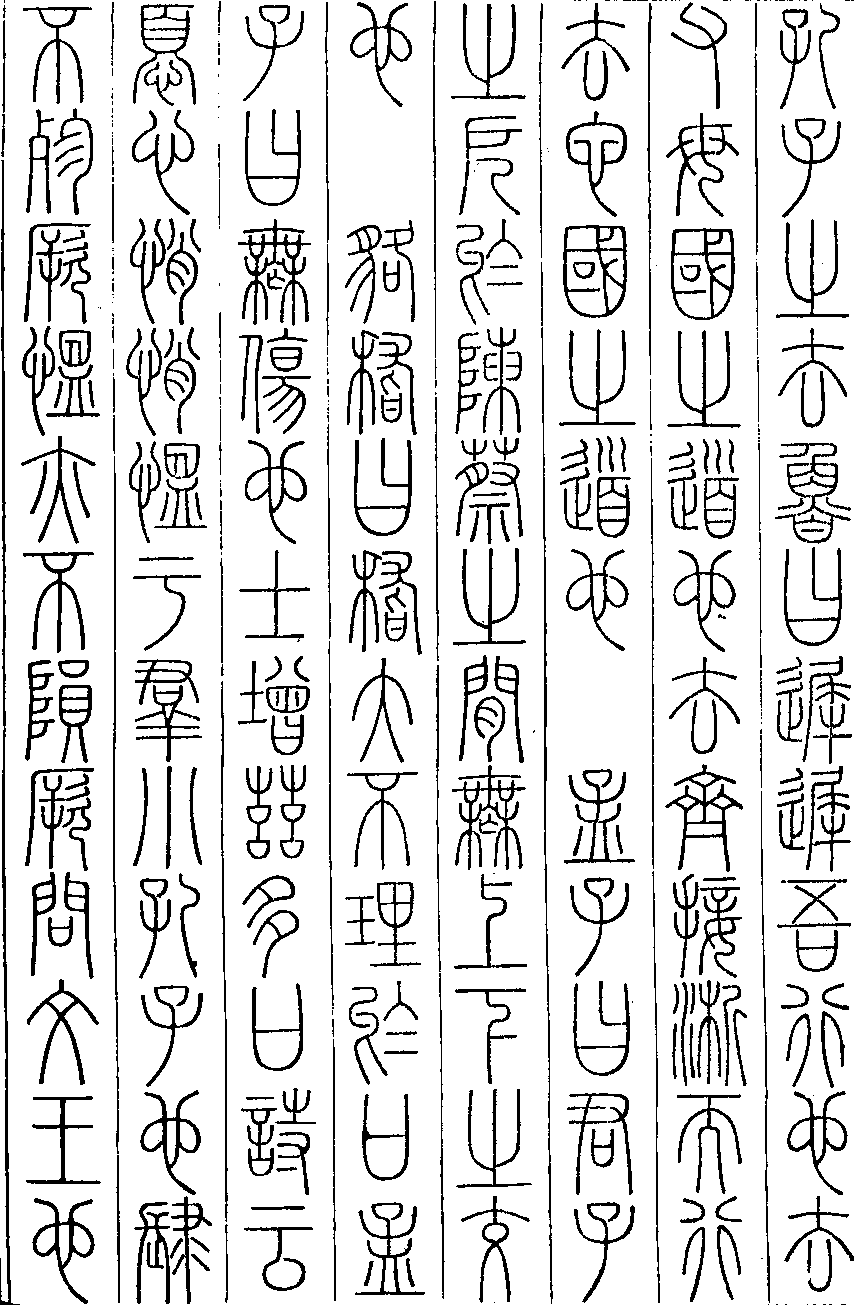 孔子之去魯曰遲遲吾行也去
父母國之道也去齊接淅而行
去它國之道也　孟子曰君子
之戹於陳蔡之間無上下之交
也　貉稽曰稽大不理於口孟
子曰無傷也士增茲多口詩云
憂心悄悄慍于羣小孔子也肆
不殄厥慍亦不隕厥問文王也